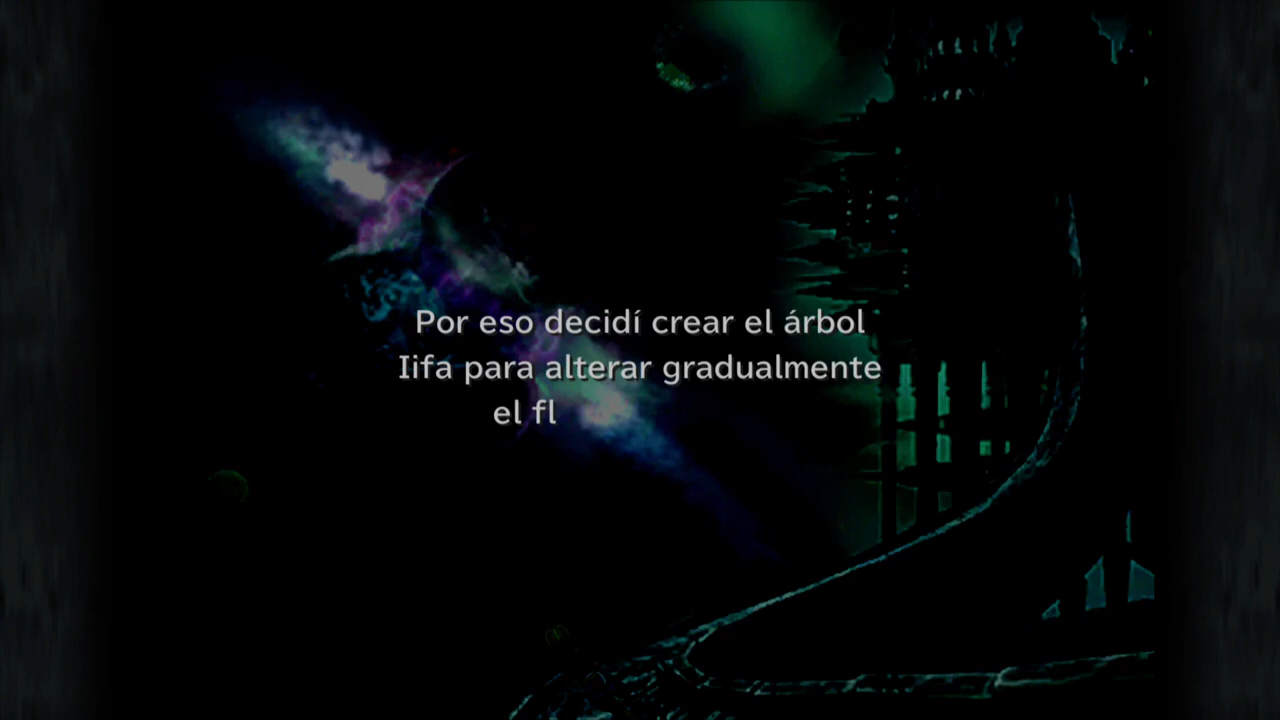 Por eso decidí crear el árbol
Iifa para alterar gradualmente
el fl